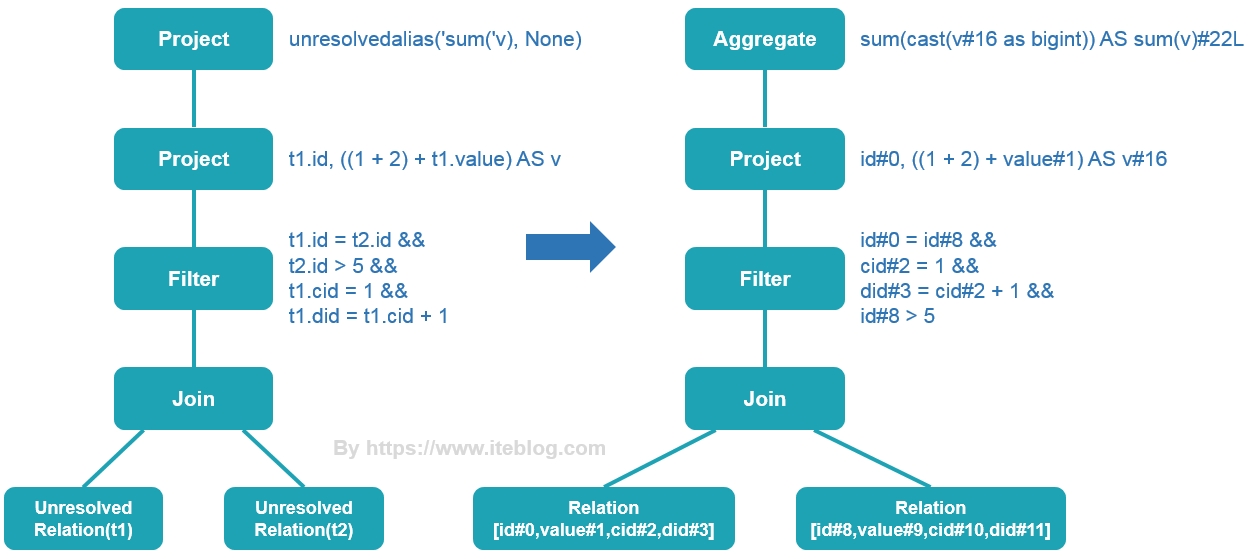 Project
unresolvedalias('sum('v), None)
Project
t1.id, ((1 + 2) + t1.value) AS v
Filter
t1.id = t2.id &&
t2.id > 5 &&
t1.cid = 1 &&
t1.did = t1.cid + 1
Join
Unresolved
Relation(t1)
Unresolved
Relation(t2)
Aggregate
sum(cast(v#16 as bigint)) AS sum(v)#22L
Project
id#0, ((1 + 2) + value#1) AS v#16
Filter
id#0 = id#8 &&
cid#2 = 1 &&
did#3 = cid#2 + 1 &&
id#8 > 5
Join
Relation
[id#0,value#1,cid#2,did#3]
Relation
[id#8,value#9,cid#10,did#11]
By https://www.iteblog.com